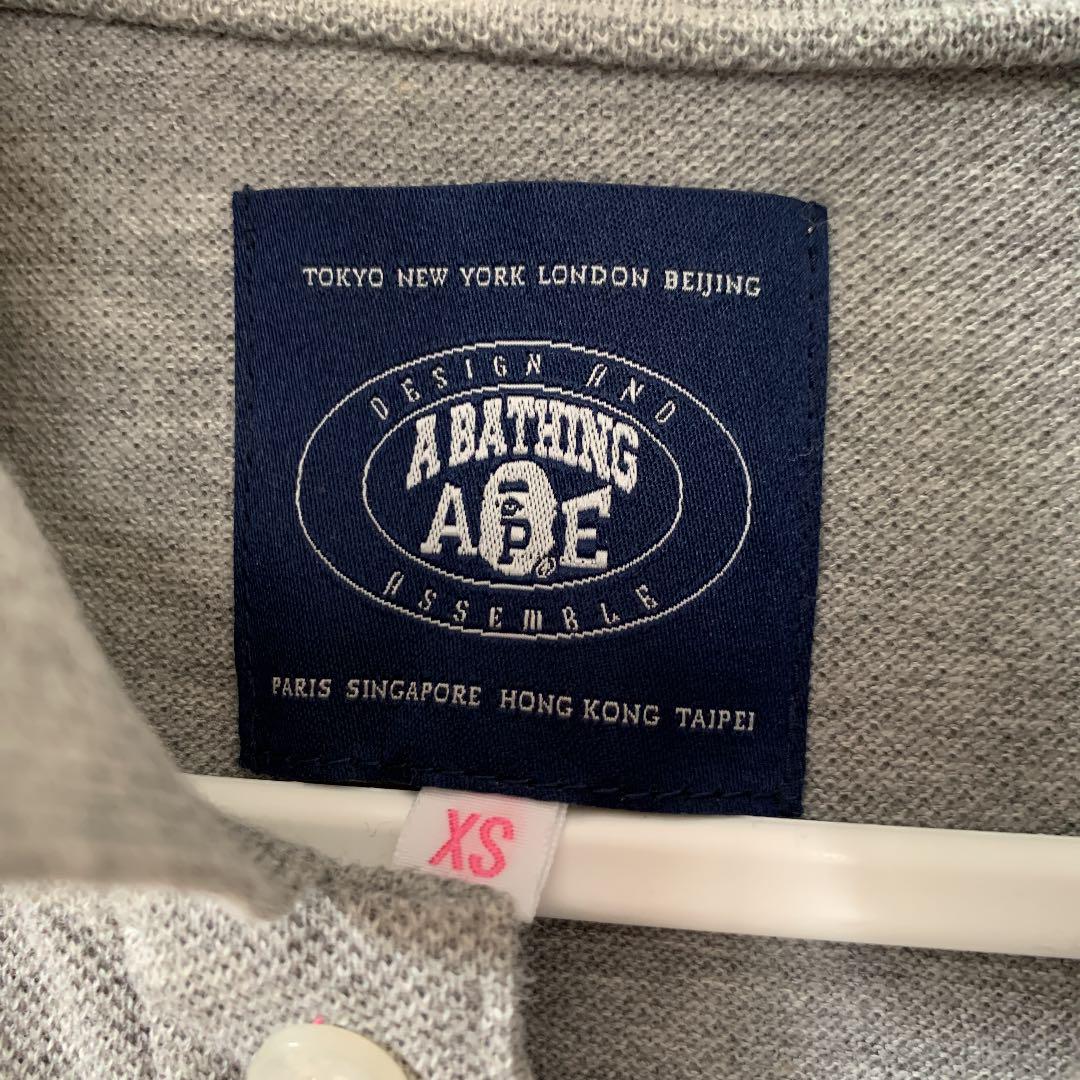 TOKYO NEW YORK LONDON BEIJING
DESIGN AND
A BATHING
APE
ASSEMBLE
PARIS SINGAPORE HONG KONG TAIPEI
XS